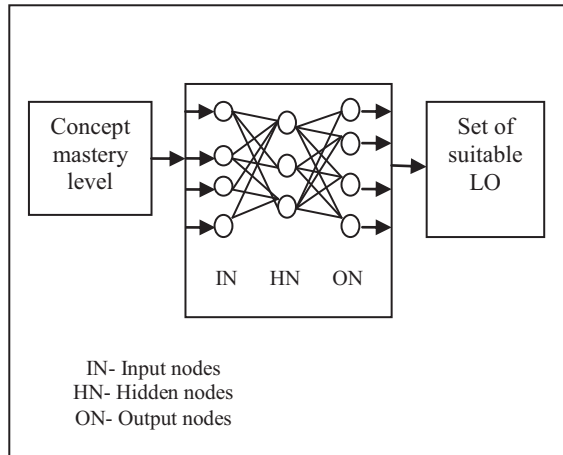 Concept
mastery
level
Set of
suitable
LO
IN HN ON
IN- Input nodes
HN- Hidden nodes
ON- Output nodes